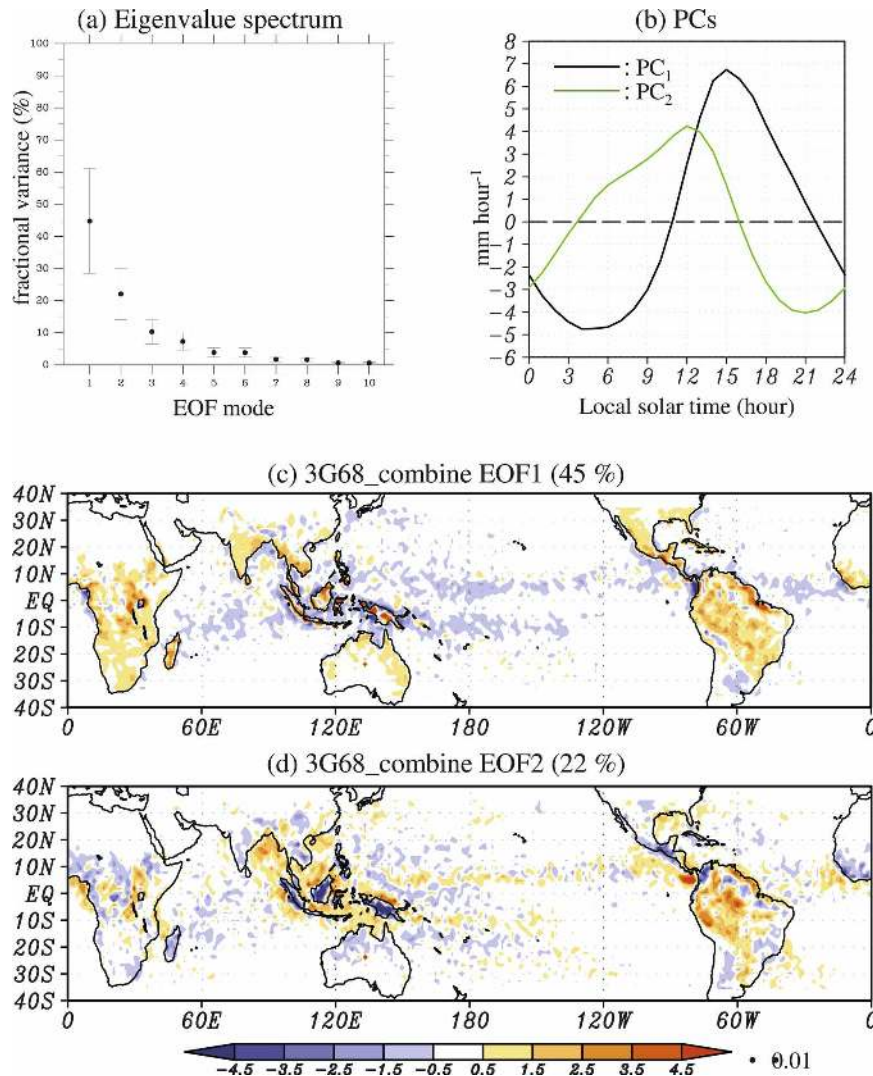 (a) Eigenvalue spectrum
100
90
80
70
60
50
40
30
20
10
0
fractional variance (%)
1 2 3 4 5 6 7 8 9 10
EOF mode
(b) PCs
8
7
6
5
4
3
2
1
0
-1
-2
-3
-4
-5
-6
mm hour-1
: PC1
: PC2
0 3 6 9 12 15 18 21 24
Local solar time (hour)
(c) 3G68_combine EOF1 (45 %)
40N
30N
20N
10N
EQ
10S
20S
30S
40S
0 60E 120E 180 120W 60W 0
(d) 3G68_combine EOF2 (22 %)
40N
30N
20N
10N
EQ
10S
20S
30S
40S
0 60E 120E 180 120W 60W 0
-4.5 -3.5 -2.5 -1.5 -0.5 0.5 1.5 2.5 3.5 4.5
0.01